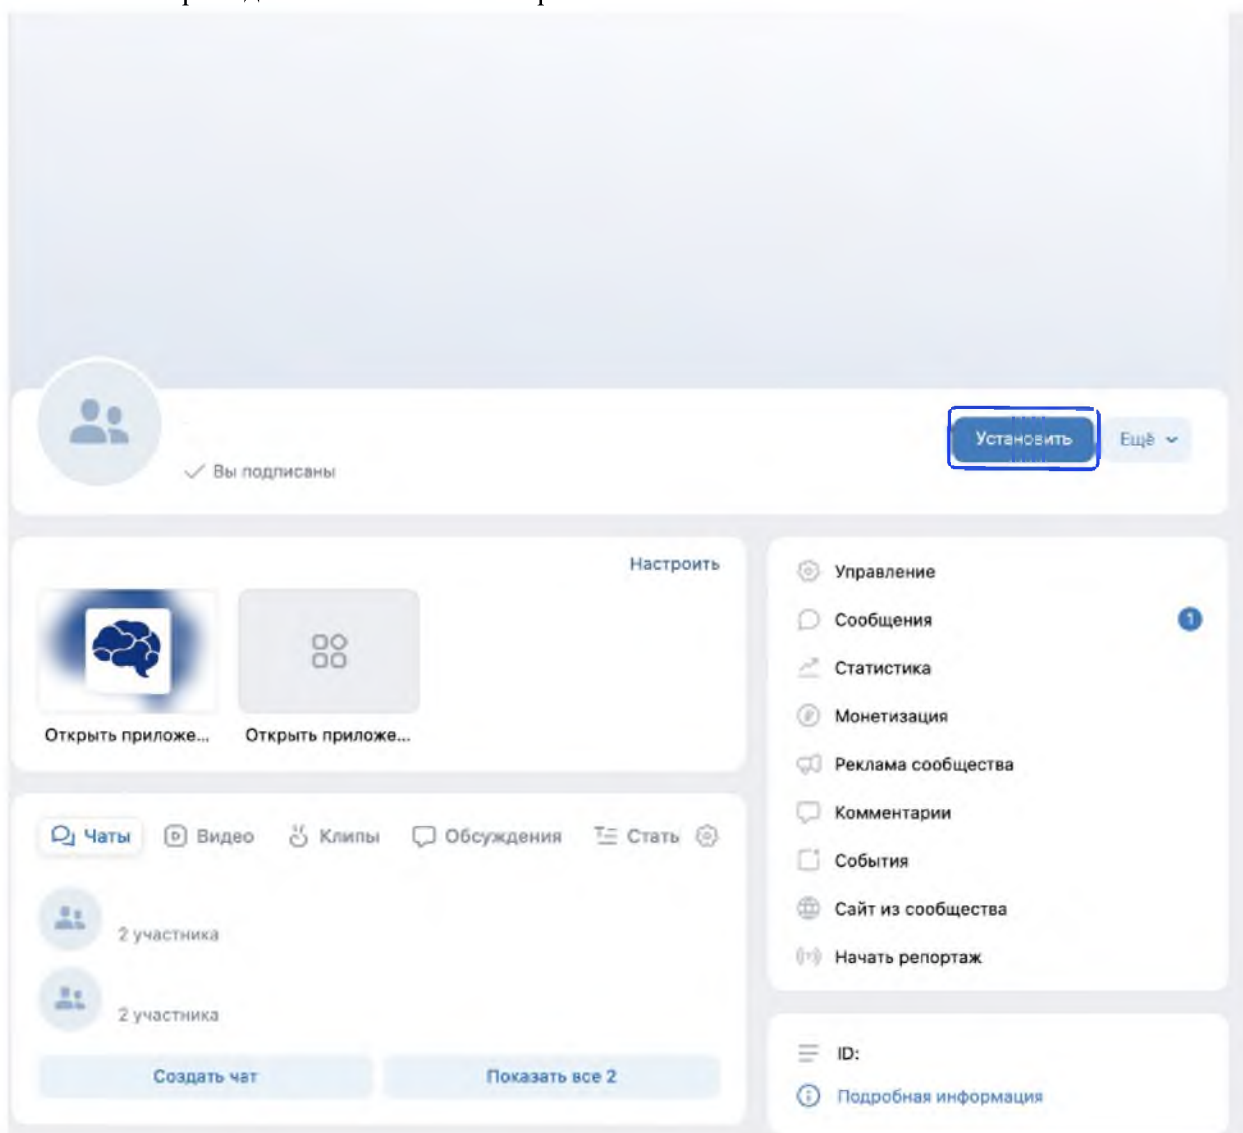 Установить
Ещё
Вы подписаны
Настроить
Открыть приложе...
Открыть приложе...
Чаты
Видео
Клипы
Обсуждения
Стать
2 участника
2 участника
Создать чат
Показать все 2
Управление
Сообщения
1
Статистика
Монетизация
Реклама сообщества
Комментарии
События
Сайт из сообщества
Начать репортаж
ID:
Подробная информация